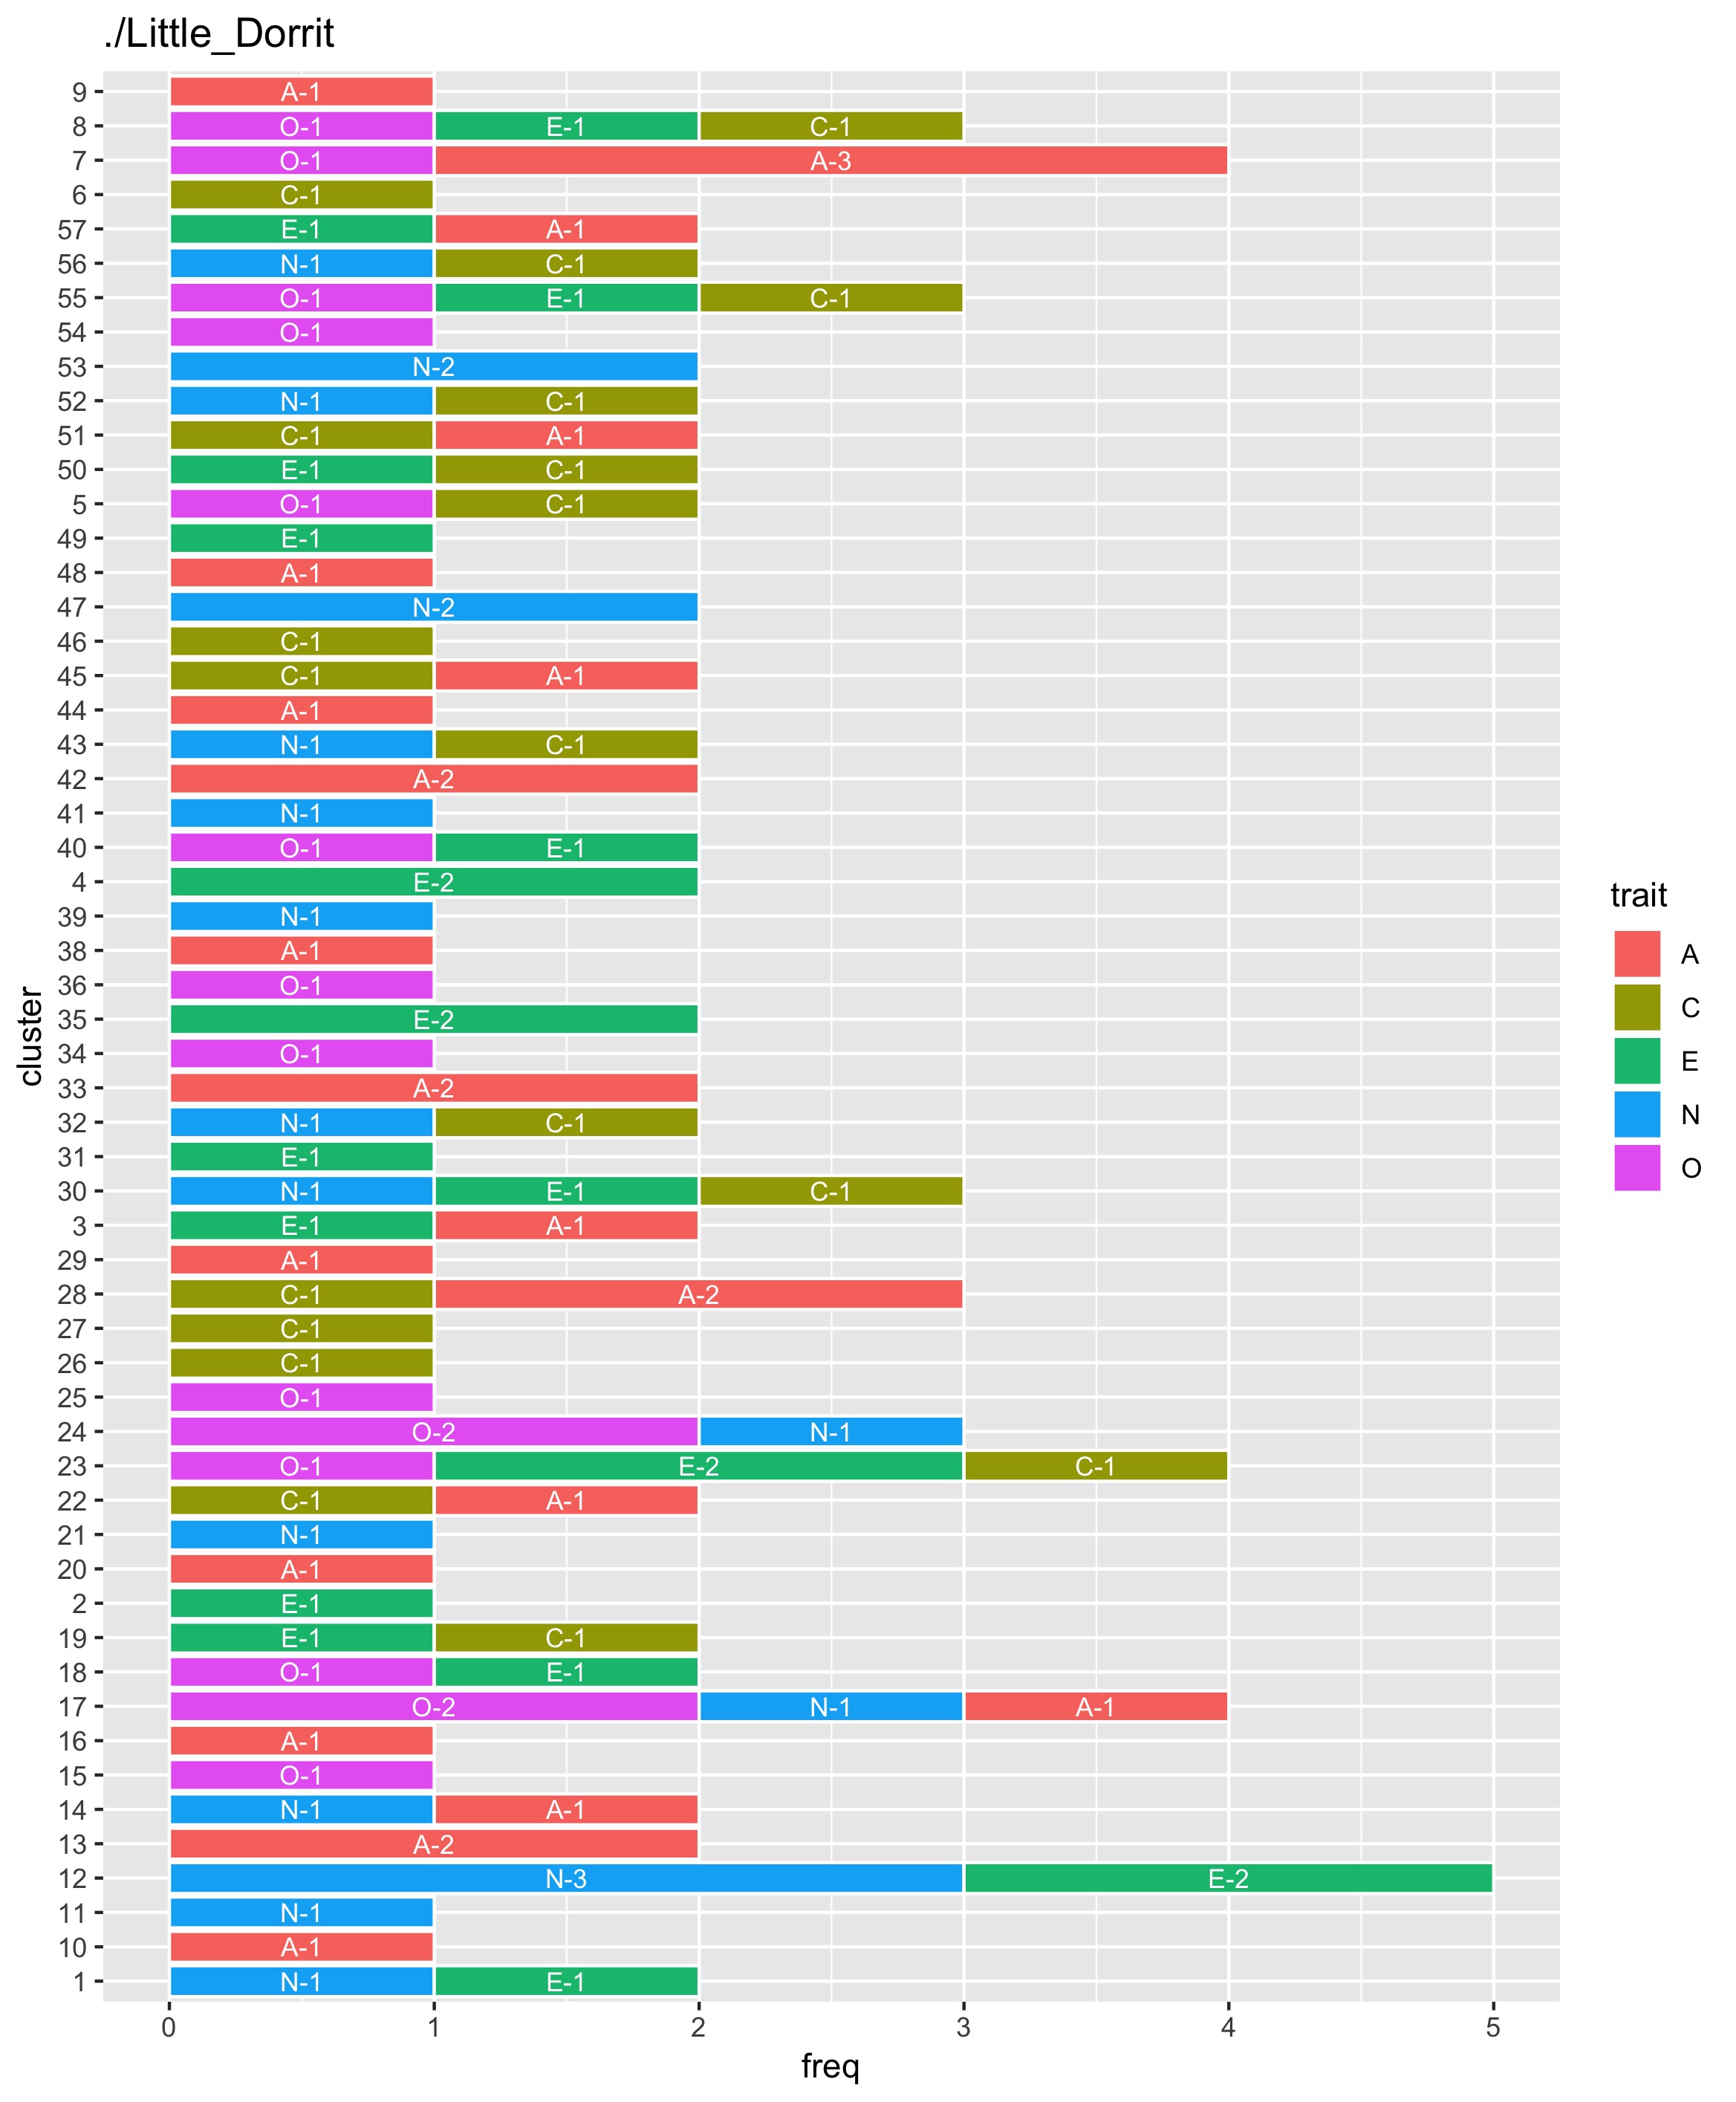 ./Little_Dorrit
9 A-1
8 O-1 E-1 C-1
7 O-1 A-3
6 C-1
57 E-1 A-1
56 N-1 C-1
55 O-1 E-1 C-1
54 O-1
53 N-2
52 N-1 C-1
51 C-1 A-1
50 E-1 C-1
5 O-1 C-1
49 E-1
48 A-1
47 N-2
46 C-1
45 C-1 A-1
44 A-1
43 N-1 C-1
42 A-2
41 N-1
40 O-1 E-1
4 E-2
39 N-1
38 A-1
36 O-1
35 E-2
34 O-1
33 A-2
32 N-1 C-1
31 E-1
30 N-1 E-1 C-1
3 E-1 A-1
29 A-1
28 C-1 A-2
27 C-1
26 C-1
25 O-1
24 O-2 N-1
23 O-1 E-2 C-1
22 C-1 A-1
21 N-1
20 A-1
2 E-1
19 E-1 C-1
18 O-1 E-1
17 O-2 N-1 A-1
16 A-1
15 O-1
14 N-1 A-1
13 A-2
12 N-3 E-2
11 N-1
10 A-1
1 N-1 E-1
0 1 2 3 4 5
freq
cluster
trait
A
C
E
N
O